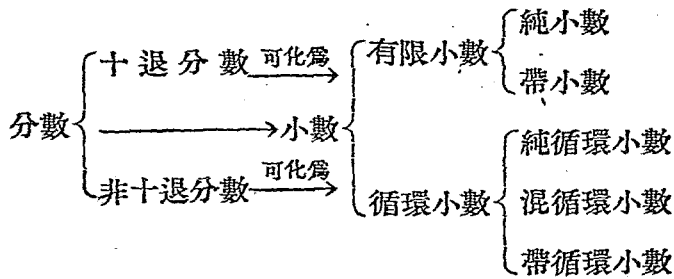 純小數
十退分數 可化爲 有限小數
帶小數
分數 小數
純循環小數
非十退分數 可化爲 循環小數 混循環小數
帶循環小數